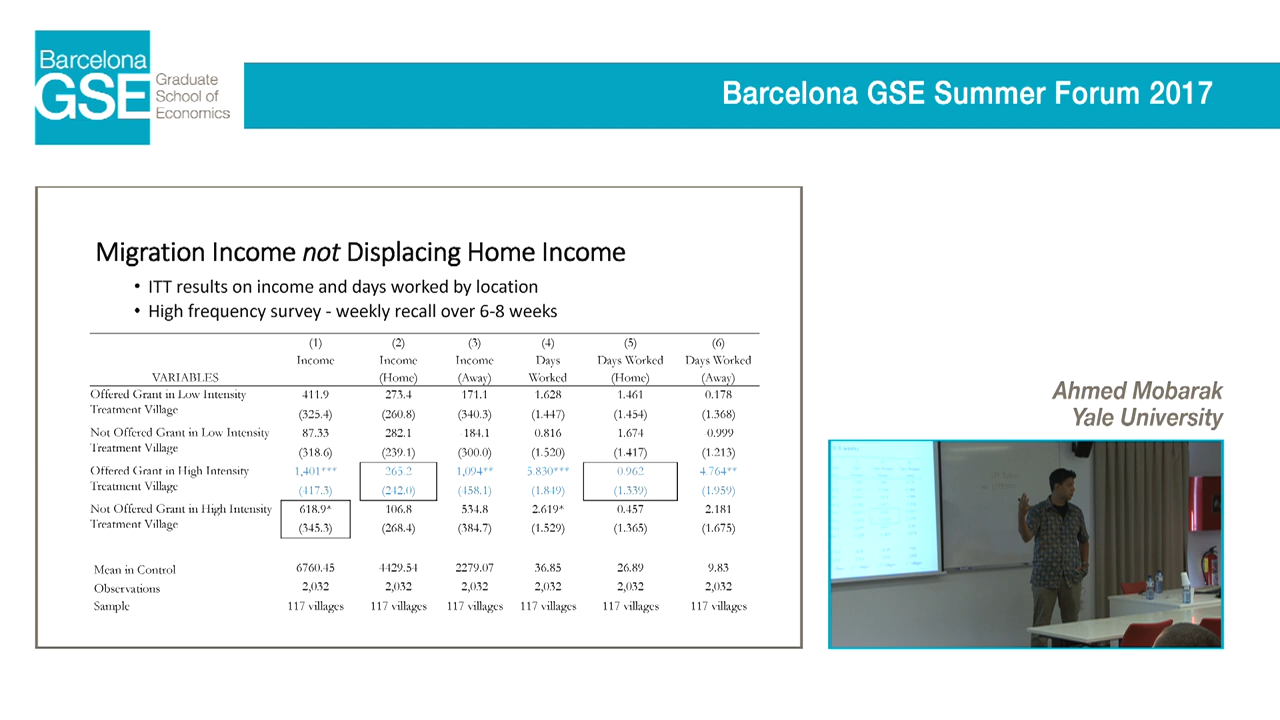 Barcelona
GSE
Graduate
School of
Economics
Barcelona GSE Summer Forum 2017
Migration Income not Displacing Home Income
• ITT results on income and days worked by location
• High frequency survey - weekly recall over 6-8 weeks
(1) (2) (3) (4) (5) (6)
Income Income Income Days Days Worked Days Worked
VARIABLES (Home) (Away) Worked (Home) (Away)
Offered Grant in Low Intensity 411.9 273.4 171.1 1.628 1.461 0.178
Treatment Village (325.4) (260.8) (340.3) (1.447) (1.454) (1.368)
Not Offered Grant in Low Intensity 87.33 282.1 -184.1 0.816 1.674 -0.999
Treatment Village (318.6) (239.1) (300.0) (1.520) (1.417) (1.213)
Offered Grant in High Intensity 1,401*** 265.2 1,094** 5.830*** 0.962 4.764**
Treatment Village (417.3) (242.0) (458.1) (1.849) (1.339) (1.959)
Not Offered Grant in High Intensity 618.9* 106.8 534.8 2.619* 0.457 2.181
Treatment Village (345.3) (268.4) (384.7) (1.529) (1.365) (1.675)
Mean in Control 6760.45 4429.54 2279.07 36.85 26.89 9.83
Observations 2,032 2,032 2,032 2,032 2,032 2,032
Sample 117 villages 117 villages 117 villages 117 villages 117 villages 117 villages
Ahmed Mobarak
Yale University